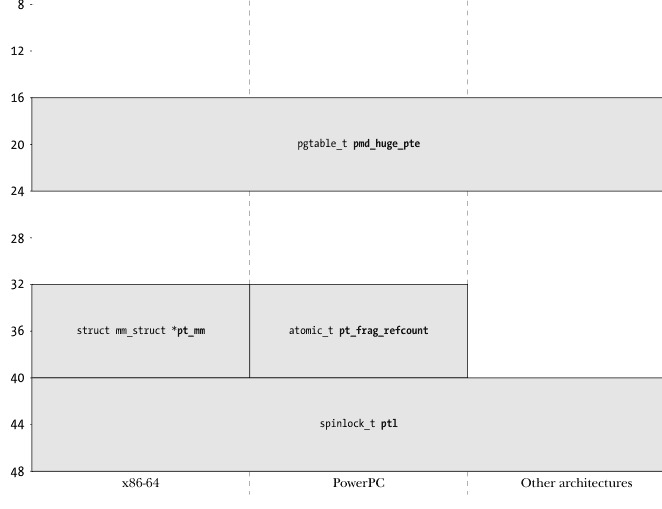 8
12
16
20 pgtable_t pmd_huge_pte
24
28
32
36 struct mm_struct *pt_mm atomic_t pt_frag_refcount
40
44 spinlock_t ptl
48
x86-64 PowerPC Other architectures